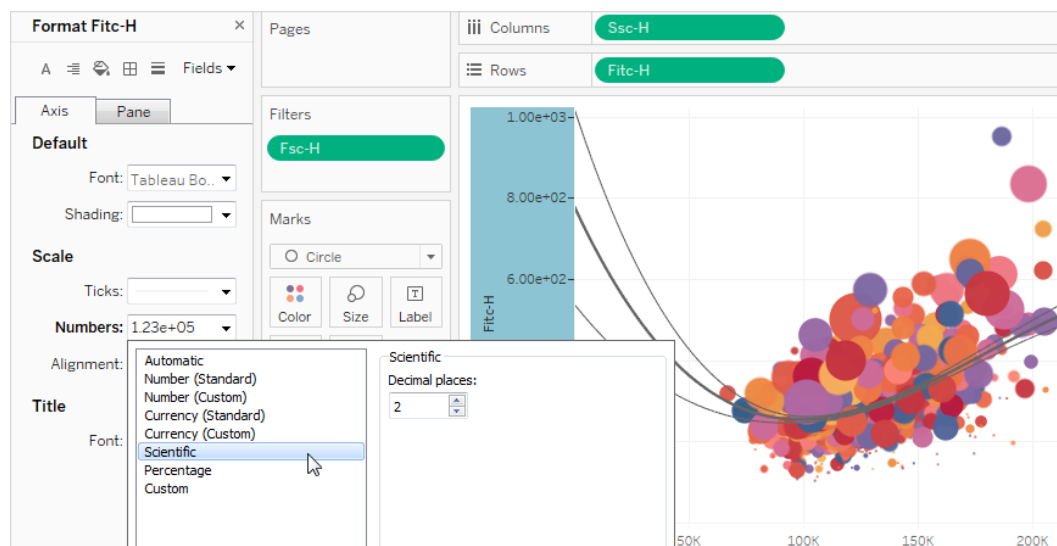 Format Fitc-H
Fields
Axis
Pane
Default
Font:
Tableau Bo..
Shading:
Scale
Ticks:
Numbers:
1.23e+05
Alignment:
Title
Font:
Automatic
Number (Standard)
Number (Custom)
Currency (Standard)
Currency (Custom)
Scientific
Percentage
Custom
Scientific
Decimal places:
2
Pages
Filters
Fsc-H
Marks
Circle
Color
Size
T
Label
Columns
Ssc-H
Rows
Fitc-H
1.00e+03
8.00e+02
6.00e+02
Fitc-H
50K
100K
150K
200K